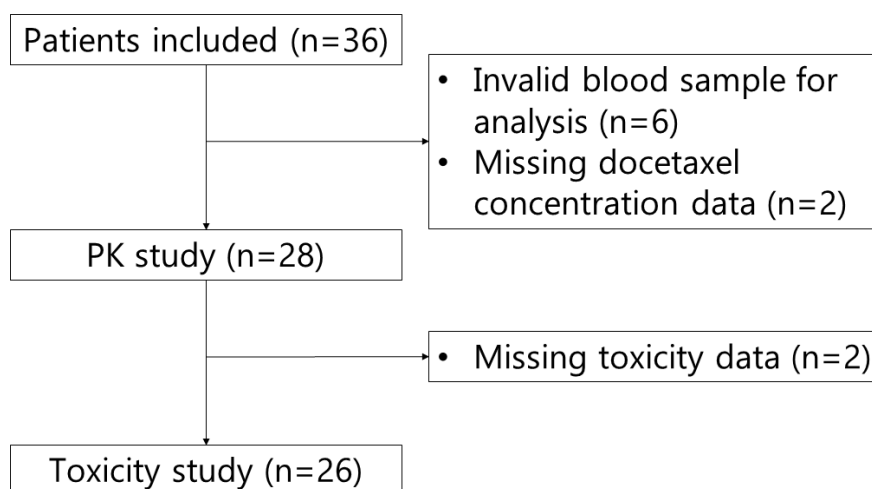 Patients included (n=36)
• Invalid blood sample for
analysis (n=6)
• Missing docetaxel
concentration data (n=2)
PK study (n=28)
• Missing toxicity data (n=2)
Toxicity study (n=26)